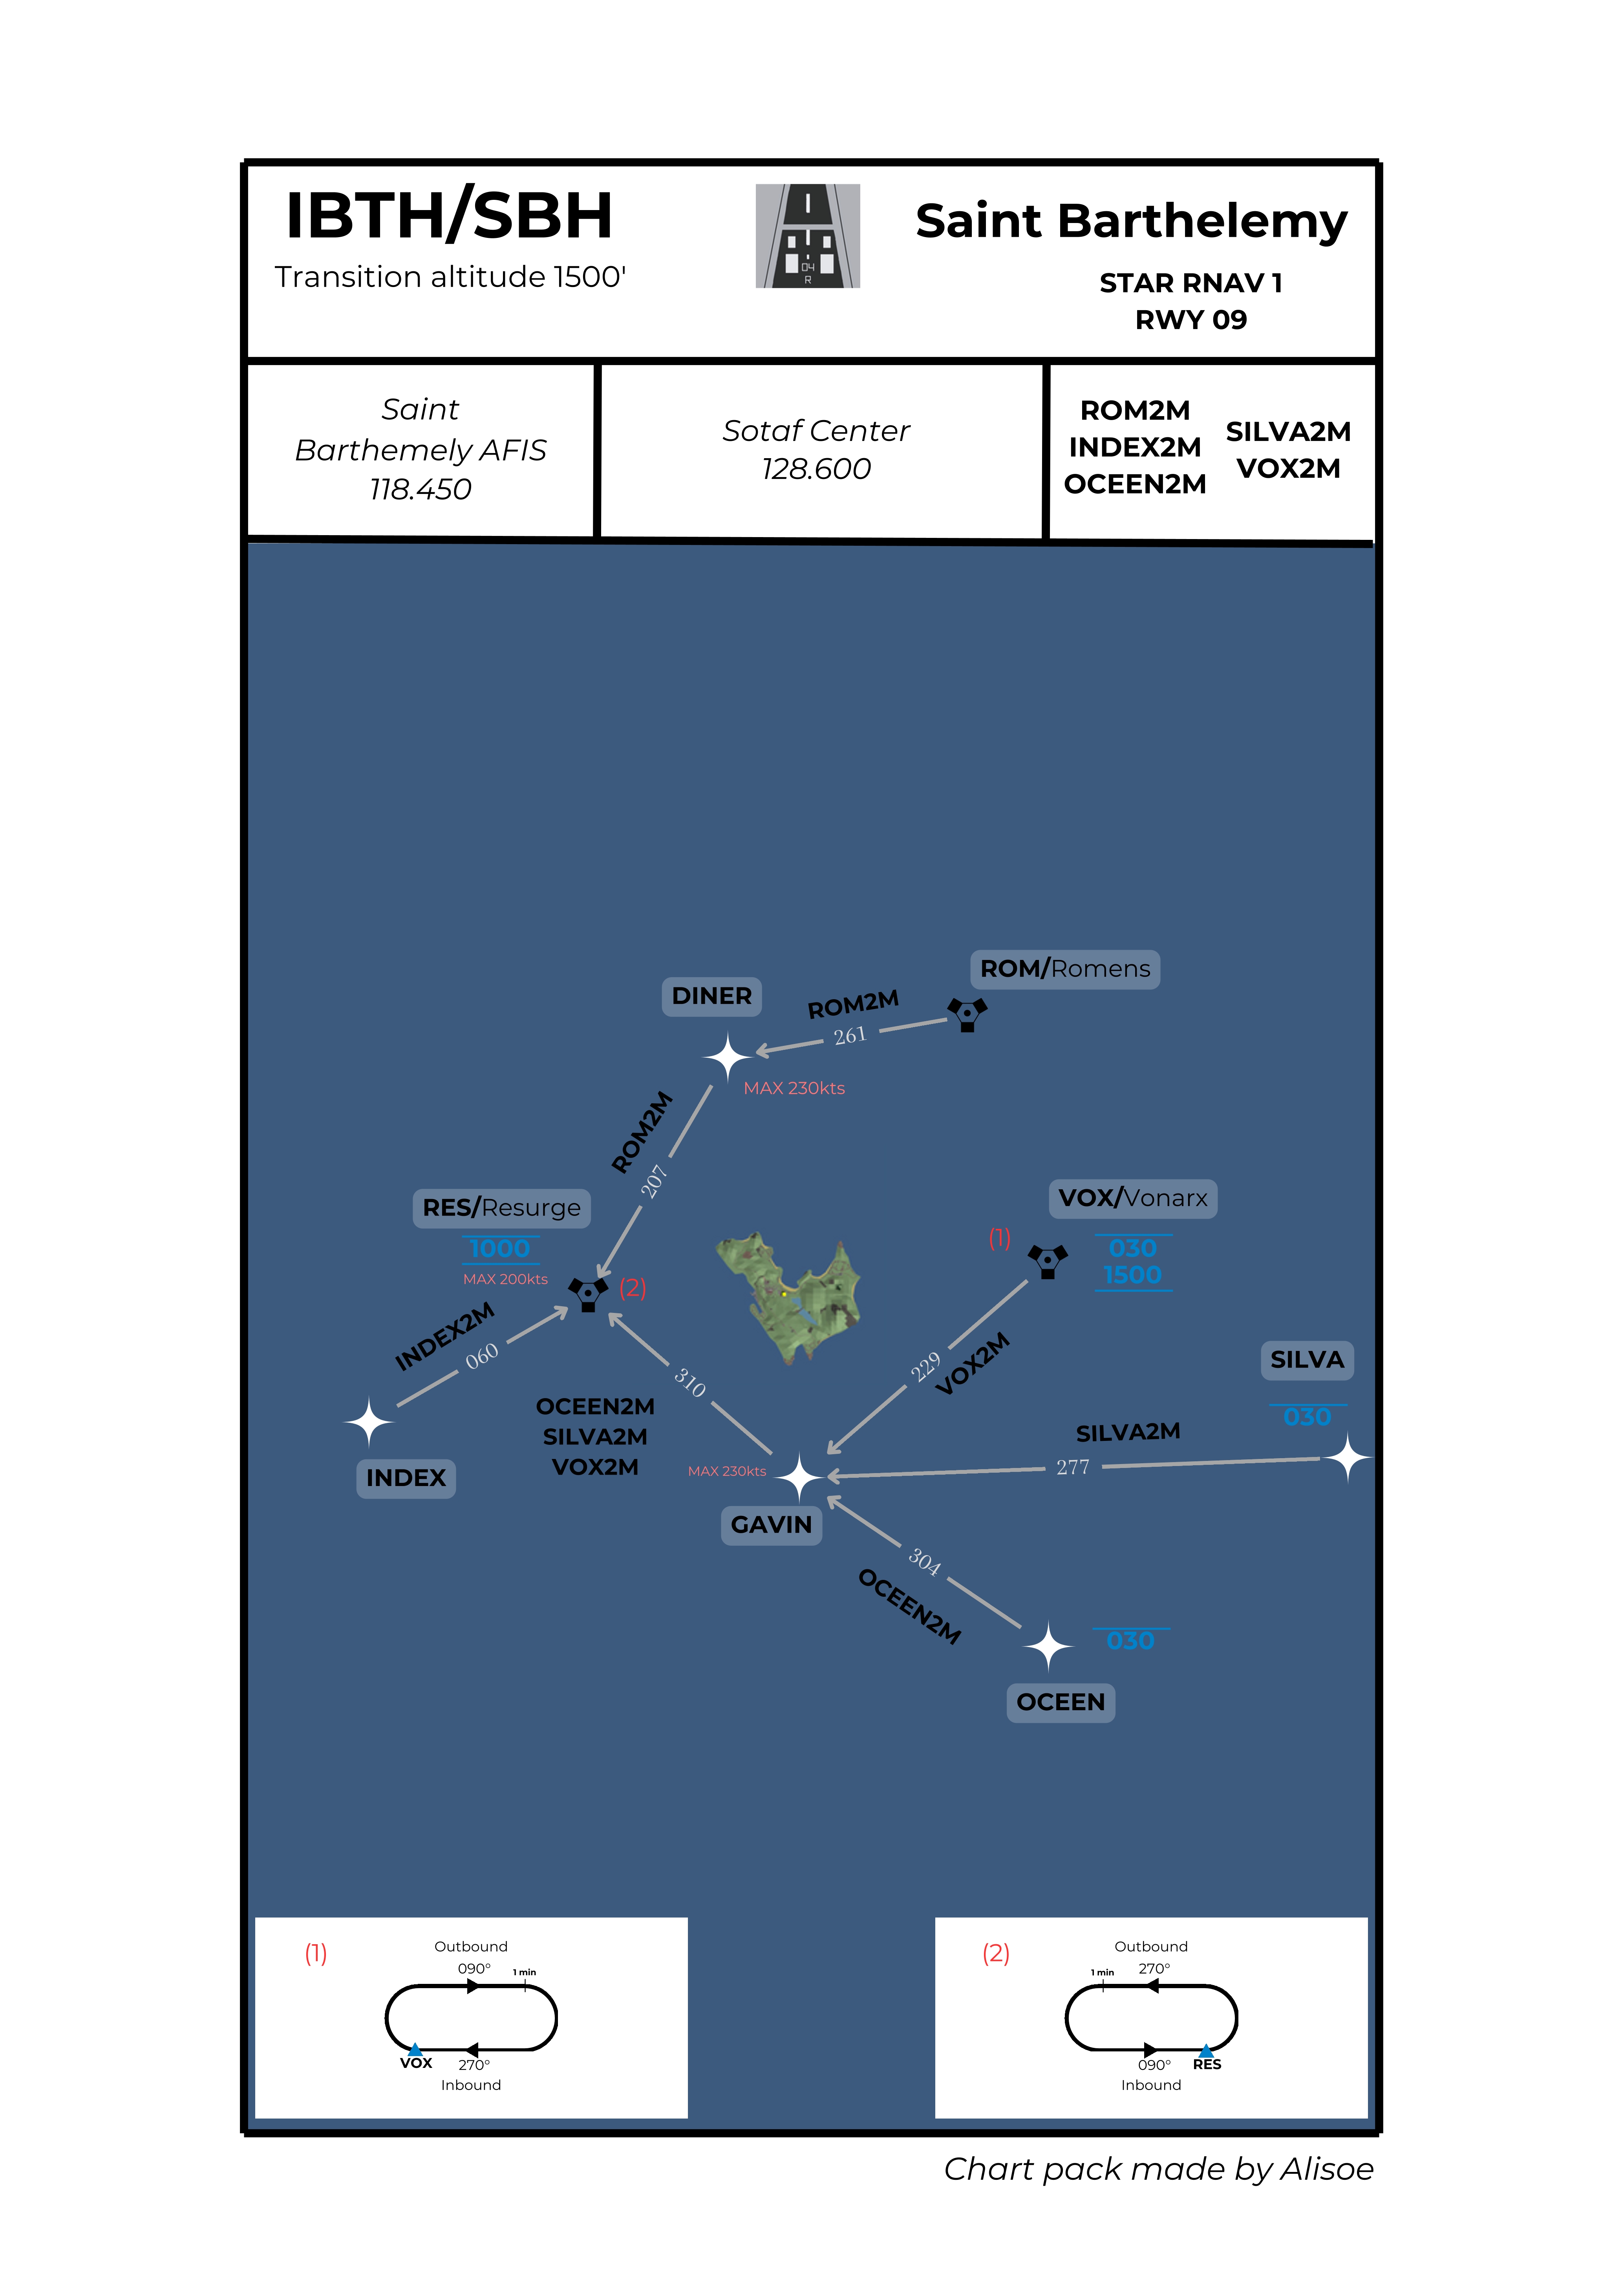 IBTH/SBH
Transition altitude 1500'
04
R
Saint Barthelemy
STAR RNAV 1
RWY 09
Saint
Barthemely AFIS
118.450
Sotaf Center
128.600
ROM2M
INDEX2M
OCEEN2M
SILVA2M
VOX2M
ROM/Romens
DINER
ROM2M
261
MAX 230kts
ROM2M
207
RES/Resurge
1000
MAX 200kts
(2)
VOX/Vonarx
(1)
030
1500
INDEX2M
060
INDEX
310
OCEEN2M
SILVA2M
VOX2M
229
VOX2M
SILVA
030
SILVA2M
277
MAX 230kts
GAVIN
304
OCEEN2M
030
OCEEN
(1)
Outbound
090°
1 min
VOX
270°
Inbound
(2)
Outbound
1 min
270°
090°
RES
Inbound
Chart pack made by Alisoe